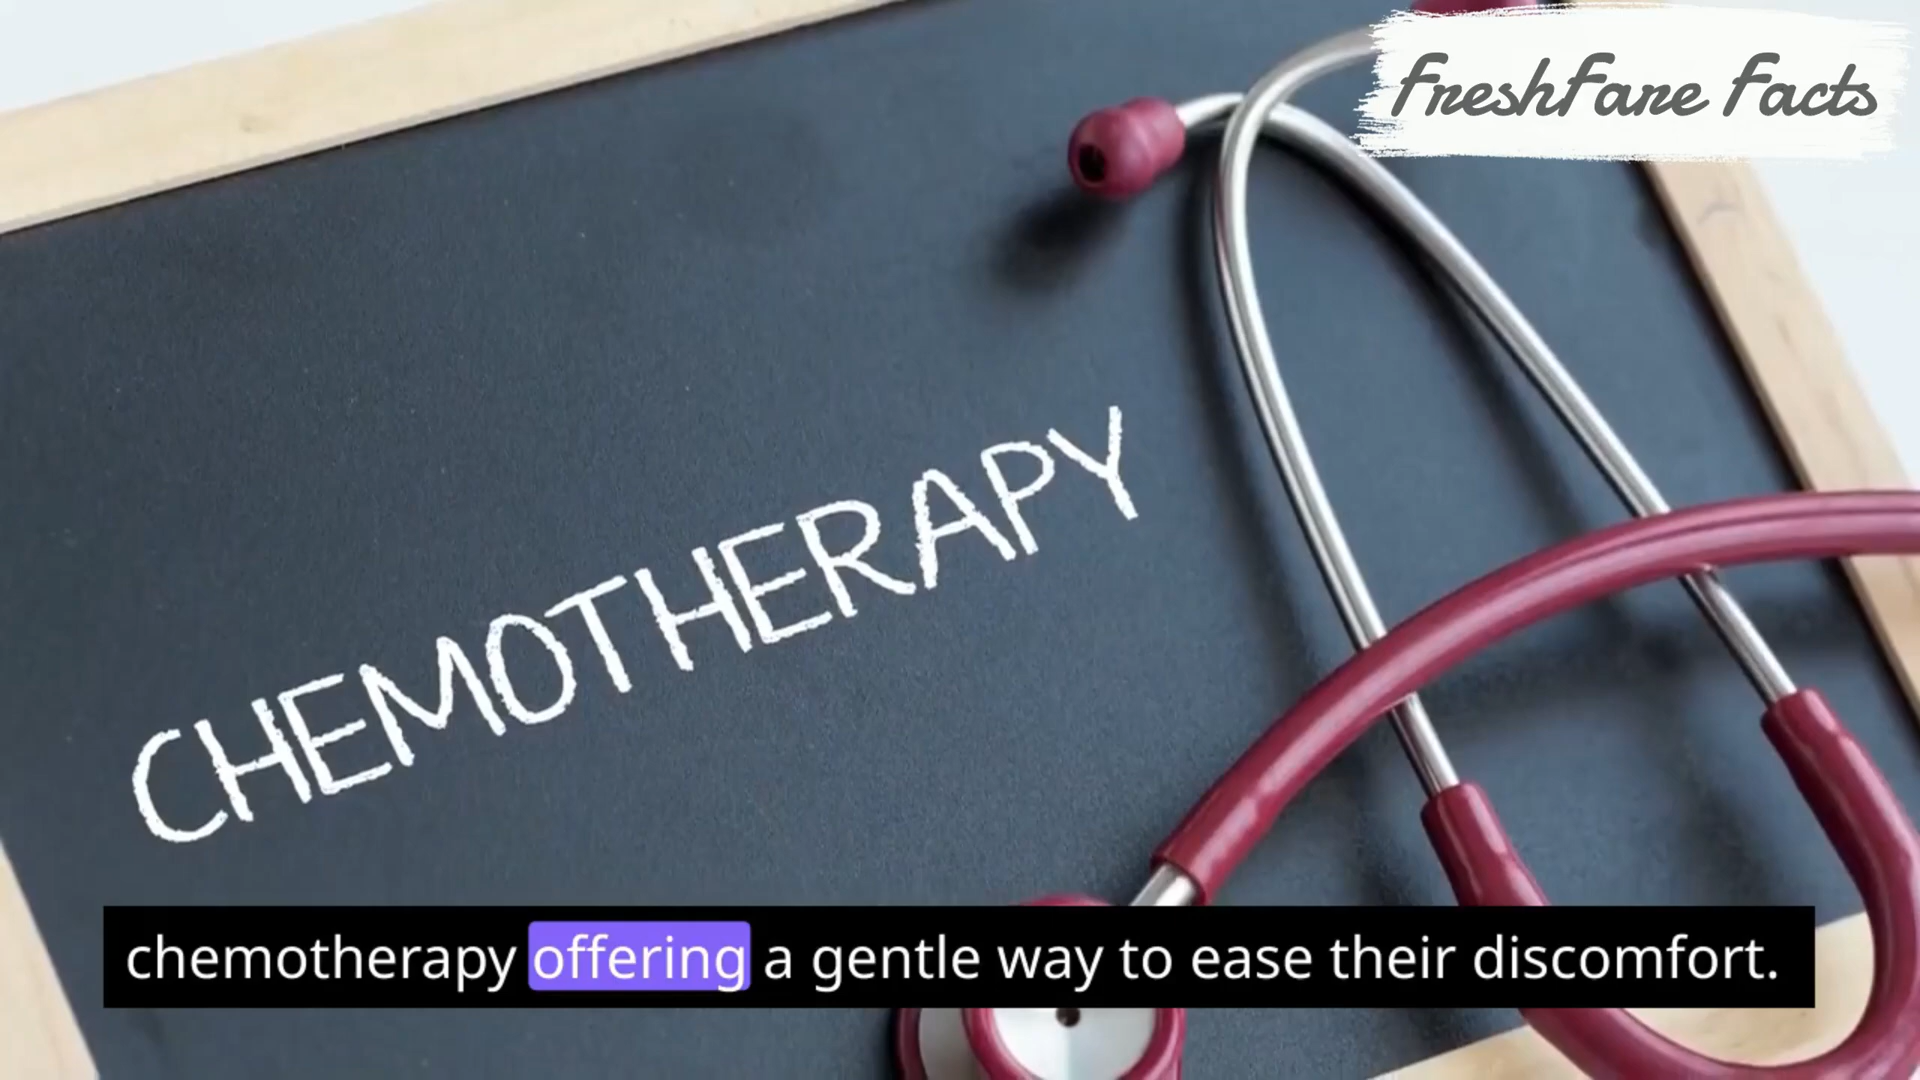 FreshFare Facts
CHEMOTHERAPY
chemotherapy offering a gentle way to ease their discomfort.